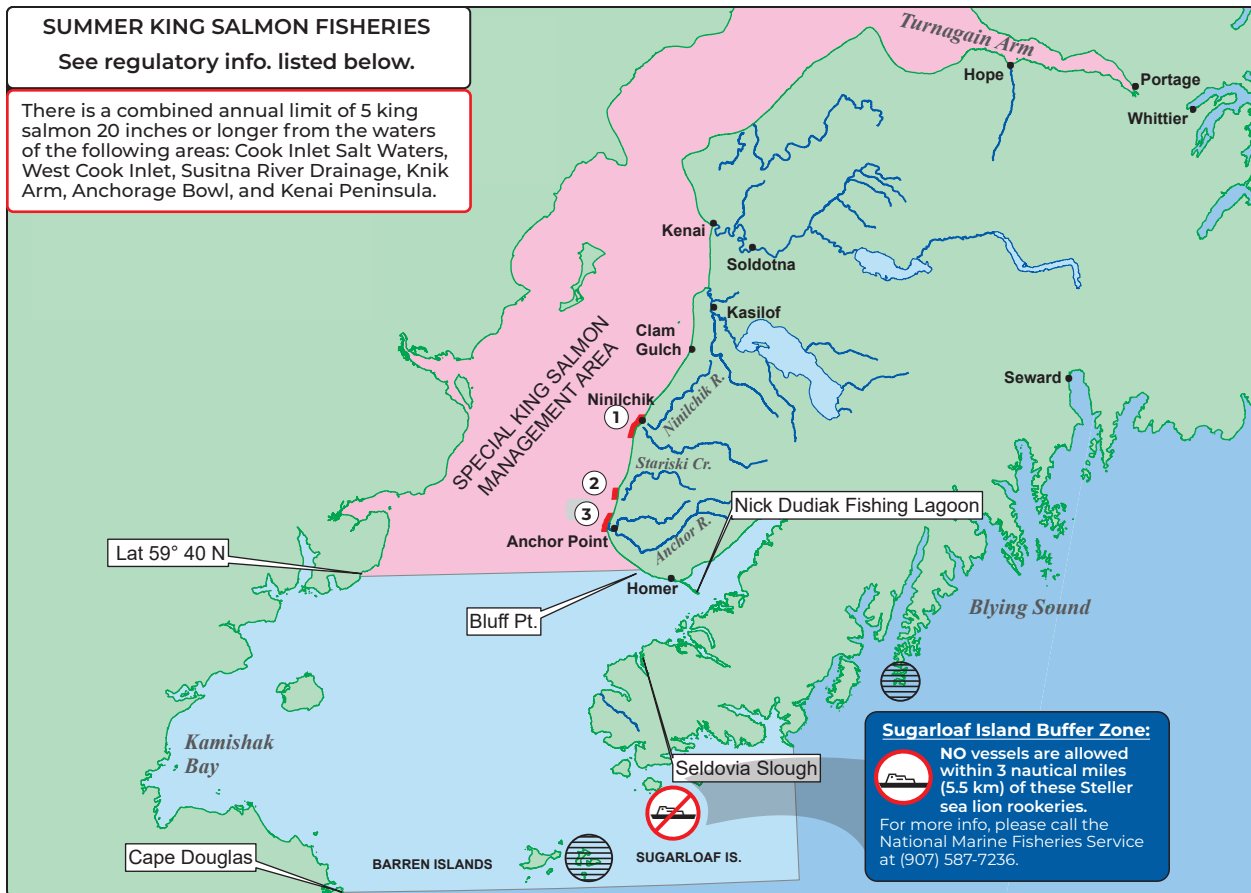 SUMMER KING SALMON FISHERIES
See regulatory info. listed below.
There is a combined annual limit of 5 king
salmon 20 inches or longer from the waters
of the following areas: Cook Inlet Salt Waters,
West Cook Inlet, Susitna River Drainage, Knik
Arm, Anchorage Bowl, and Kenai Peninsula.
Turnagain Arm
Hope
Portage
Whittier
Kenai
Soldotna
Kasilof
Clam
Gulch
Seward
SPECIAL KING SALMON
MANAGEMENT AREA
Ninilchik
1
Ninilchik R.
Stariski Cr.
2
3
Anchor Point
Anchor R.
Nick Dudiak Fishing Lagoon
Lat 59° 40 N
Homer
Bluff Pt.
Blying Sound
Kamishak
Bay
Seldovia Slough
Sugarloaf Island Buffer Zone:
NO vessels are allowed
within 3 nautical miles
(5.5 km) of these Steller
sea lion rookeries.
For more info, please call the
National Marine Fisheries Service
at (907) 587-7236.
Cape Douglas
BARREN ISLANDS
SUGARLOAF IS.